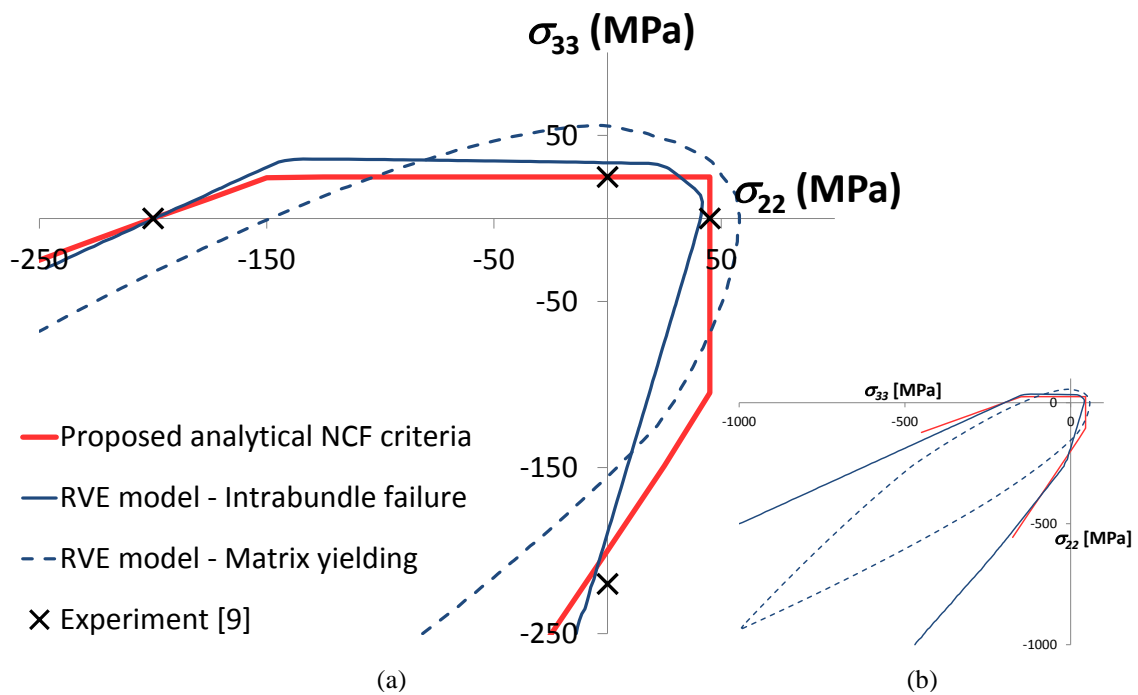 σ33 (MPa)
50
σ22 (MPa)
-250
-150
-50
50
-50
-150
-250
Proposed analytical NCF criteria
RVE model - Intrabundle failure
RVE model - Matrix yielding
Experiment [9]
(a)
σ33 [MPa]
-1000
-500
0
0
-500
σ22 [MPa]
-1000
(b)